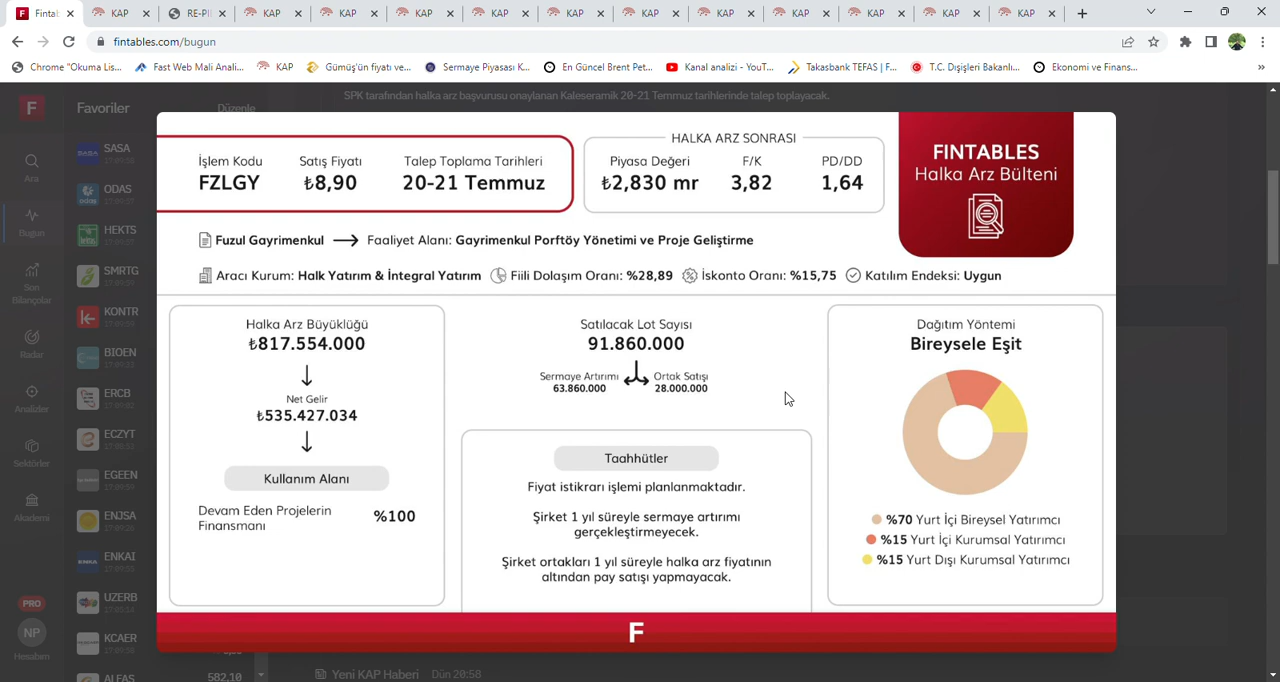 Fintab
KAP
RE-PİE
KAP
KAP
KAP
KAP
KAP
KAP
KAP
KAP
KAP
KAP
KAP
fintables.com/bugun
Chrome "Okuma Lis...
Fast Web Mali Anali...
KAP
Gümüş'ün fiyatı ve...
Sermaye Piyasası K...
En Güncel Brent Pet...
Kanal analizi - YouT...
Takasbank TEFAS | F...
T.C. Dışişleri Bakanlı...
Ekonomi ve Finans...
»
F
Ara
Bugün
Son
Bilançolar
Radar
Analizler
Sektörler
Akademi
PRO
NP
Hesabım
Favoriler
Düzenle
SASA
ODAS
HEKTS
SMRTG
KONTR
BIOEN
ERCB
ECZYT
EGEEN
ENJSA
ENKAI
UZERB
KCAER
ALFAS
582,10
SPK tarafından halka arz başvurusu onaylanan Kaleseramik 20-21 Temmuz tarihlerinde talep toplayacak.
İşlem Kodu
FZLGY
Satış Fiyatı
₺8,90
Talep Toplama Tarihleri
20-21 Temmuz
HALKA ARZ SONRASI
Piyasa Değeri
₺2,830 mr
F/K
3,82
PD/DD
1,64
FINTABLES
Halka Arz Bülteni
Fuzul Gayrimenkul → Faaliyet Alanı: Gayrimenkul Porftöy Yönetimi ve Proje Geliştirme
Aracı Kurum: Halk Yatırım & İntegral Yatırım
Fiili Dolaşım Oranı: %28,89
İskonto Oranı: %15,75
Katılım Endeksi: Uygun
Halka Arz Büyüklüğü
₺817.554.000
Net Gelir
₺535.427.034
Kullanım Alanı
Devam Eden Projelerin
Finansmanı
%100
Satılacak Lot Sayısı
91.860.000
Sermaye Artırımı
63.860.000
Ortak Satışı
28.000.000
Taahhütler
Fiyat istikrarı işlemi planlanmaktadır.
Şirket 1 yıl süreyle sermaye artırımı
gerçekleştirmeyecek.
Şirket ortakları 1 yıl süreyle halka arz fiyatının
altından pay satışı yapmayacak.
Dağıtım Yöntemi
Bireysele Eşit
%70 Yurt İçi Bireysel Yatırımcı
%15 Yurt İçi Kurumsal Yatırımcı
%15 Yurt Dışı Kurumsal Yatırımcı
F
Yeni KAP Haberi
Dün 20:58